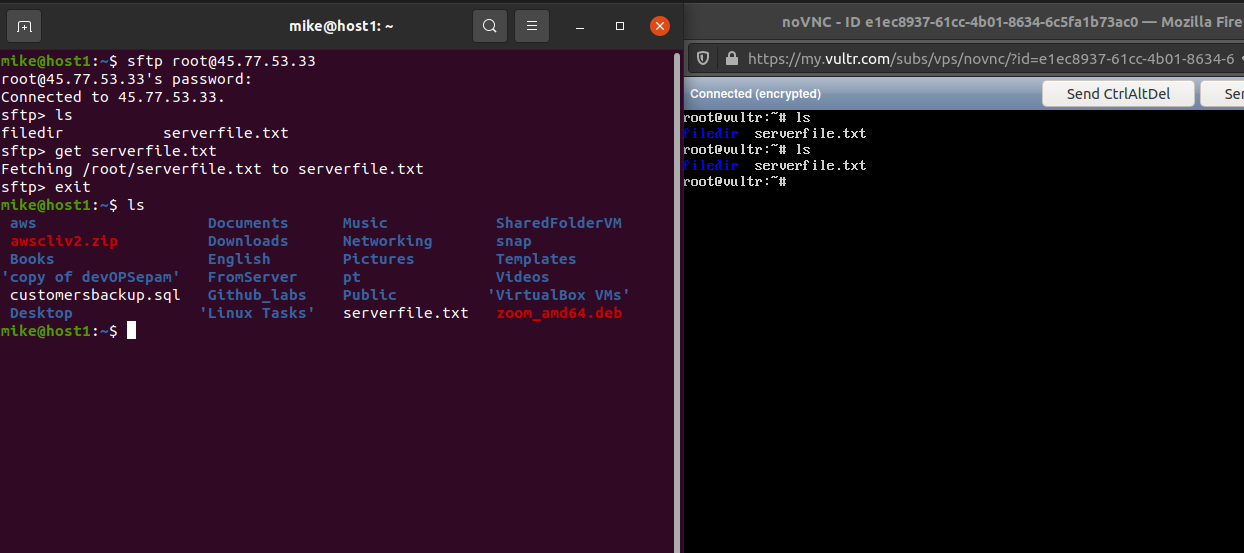 mike@host1: ~
mike@host1:~$ sftp root@45.77.53.33
root@45.77.53.33's password:
Connected to 45.77.53.33.
sftp> ls
filedir serverfile.txt
sftp> get serverfile.txt
Fetching /root/serverfile.txt to serverfile.txt
sftp> exit
mike@host1:~$ ls
aws Documents Music SharedFolderVM
awscliv2.zip Downloads Networking snap
Books English Pictures Templates
'copy of devOPSepam' FromServer pt Videos
customersbackup.sql Github_labs Public 'VirtualBox VMs'
Desktop 'Linux Tasks' serverfile.txt zoom_amd64.deb
mike@host1:~$
noVNC - ID e1ec8937-61cc-4b01-8634-6c5fa1b73ac0 — Mozilla Fire
https://my.vultr.com/subs/vps/novnc/?id=e1ec8937-61cc-4b01-8634-6
Connected (encrypted) Send CtrlAltDel Ser
root@vultr:~# ls
filedir serverfile.txt
root@vultr:~# ls
filedir serverfile.txt
root@vultr:~#